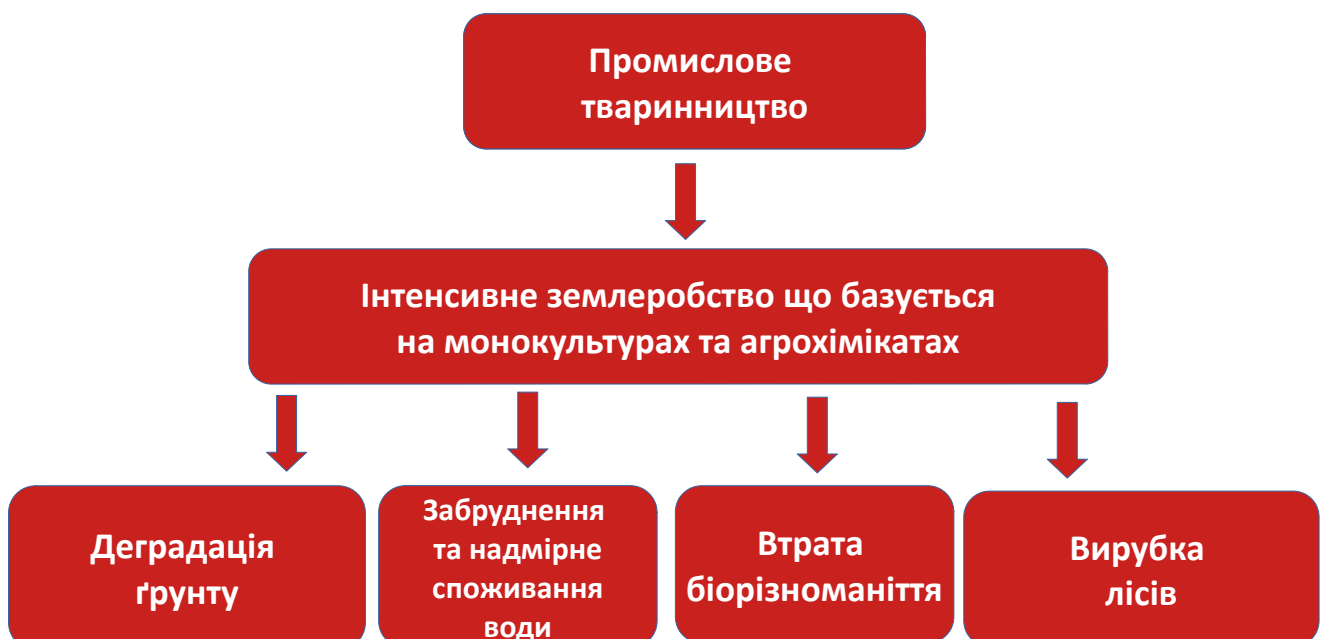 Промислове
тваринництво
Інтенсивне землеробство що базується
на монокультурах та агрохімікатах
Деградація
ґрунту
Забруднення
та надмірне
споживання
води
Втрата
біорізноманіття
Вирубка
лісів